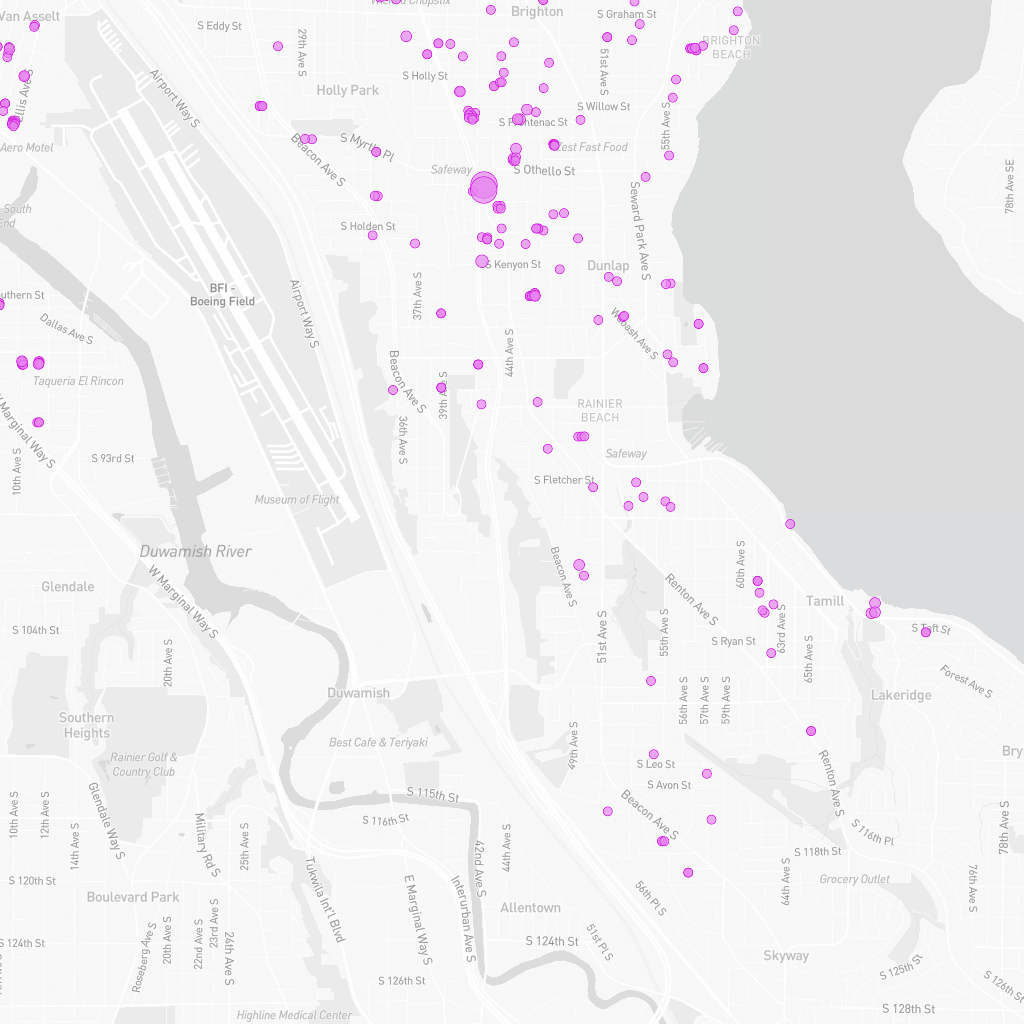 Van Asselt
Brighton
S Graham St
S Eddy St
29th Ave S
51st Ave S
BRIGHTON
BEACH
S Holly St
Airport Way S
Ellis Ave S
Holly Park
S Willow St
S Frontenac St
55th Ave S
Aero Motel
S Myrtle Pl
Beacon Ave S
Safeway
S Othello St
78th Ave SE
South
End
S Holden St
Seward Park Ave S
S Kenyon St
Dunlap
BFI -
Boeing Field
37th Ave S
Airport Way S
Dallas Ave S
Wabash Ave S
44th Ave S
Taqueria El Rincon
Beacon Ave S
39th Ave S
W Marginal Way S
RAINIER
BEACH
36th Ave S
10th Ave S
S 93rd St
Safeway
S Fletcher St
Museum of Flight
Duwamish River
Glendale
W Marginal Way S
Beacon Ave S
60th Ave S
Renton Ave S
Tamill
S 104th St
20th Ave S
51st Ave S
55th Ave S
S Ryan St
63rd Ave S
65th Ave S
S Taft St
Forest Ave S
Duwamish
56th Ave S
57th Ave S
59th Ave S
Lakeridge
Southern
Heights
Best Cafe & Teriyaki
49th Ave S
Rainier Golf &
Country Club
S Leo St
S Avon St
Renton Ave S
10th Ave S
12th Ave S
14th Ave S
Glendale Way S
Military Rd S
25th Ave S
S 115th St
S 116th St
44th Ave S
Beacon Ave S
S 116th Pl
78th Ave S
S 118th St
S 120th St
Tukwila Int'l Blvd
42nd Ave S
Grocery Outlet
64th Ave S
76th Ave S
Boulevard Park
E Marginal Way S
Interurban Ave S
56th Pl S
Allentown
S 124th St
Roseberg Ave S
20th Ave S
22nd Ave S
23rd Ave S
24th Ave S
S 124th St
51st Pl S
Skyway
S 125th St
S 126th St
S 126th St
Highline Medical Center
S 128th St